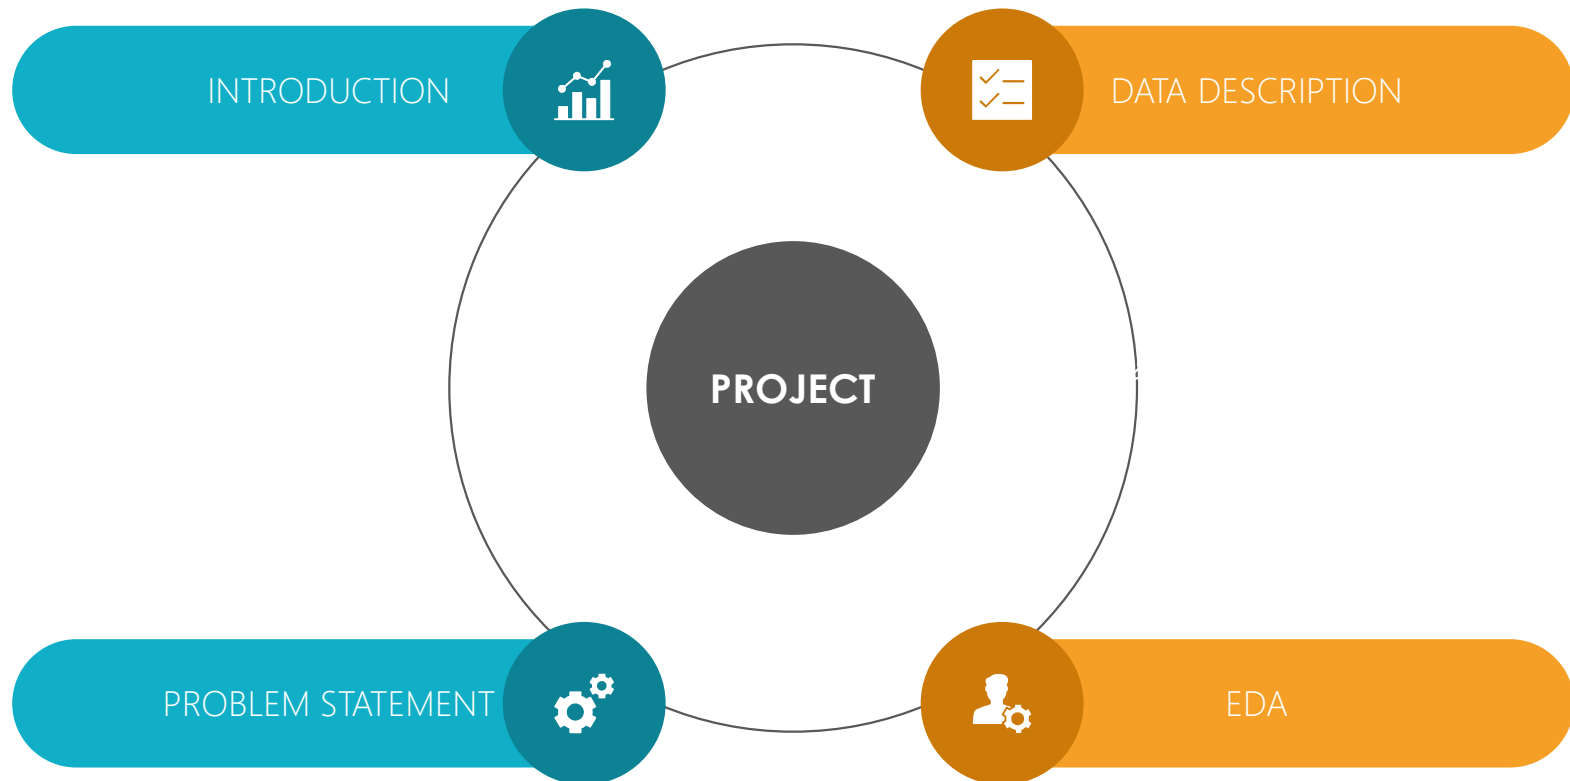 INTRODUCTION
DATA DESCRIPTION
PROJECT
PROBLEM STATEMENT
EDA